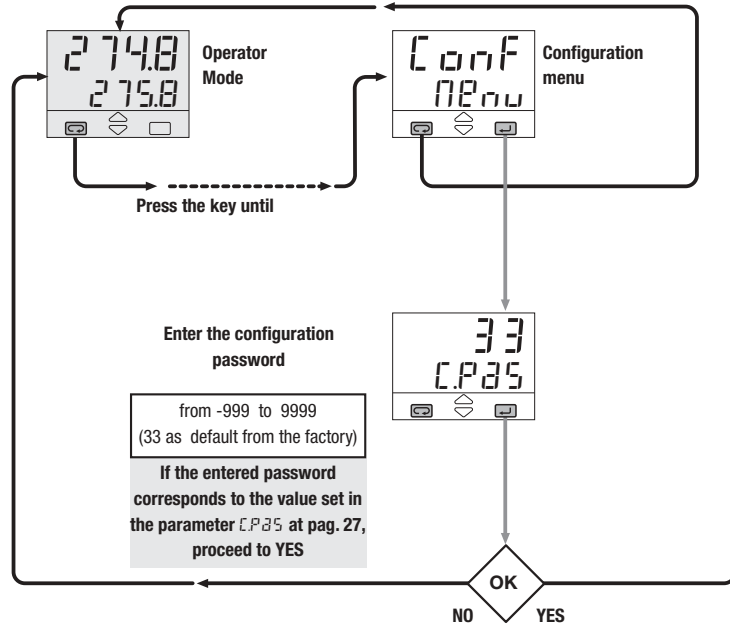 274.8
275.8
Operator
Mode
Conf
Menu
Configuration
menu
Press the key until
Enter the configuration
password
33
C.PaS
from -999 to 9999
(33 as default from the factory)
If the entered password
corresponds to the value set in
the parameter C.PaS at pag. 27,
proceed to YES
OK
NO
YES